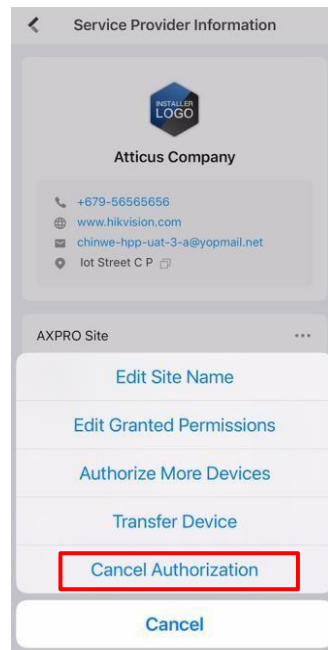 Service Provider Information
INSTALLER
LOGO
Atticus Company
+679-56565656
www.hikvision.com
chinwe-hpp-uat-3-a@yopmail.net
Iot Street C P
AXPRO Site
Edit Site Name
Edit Granted Permissions
Authorize More Devices
Transfer Device
Cancel Authorization
Cancel